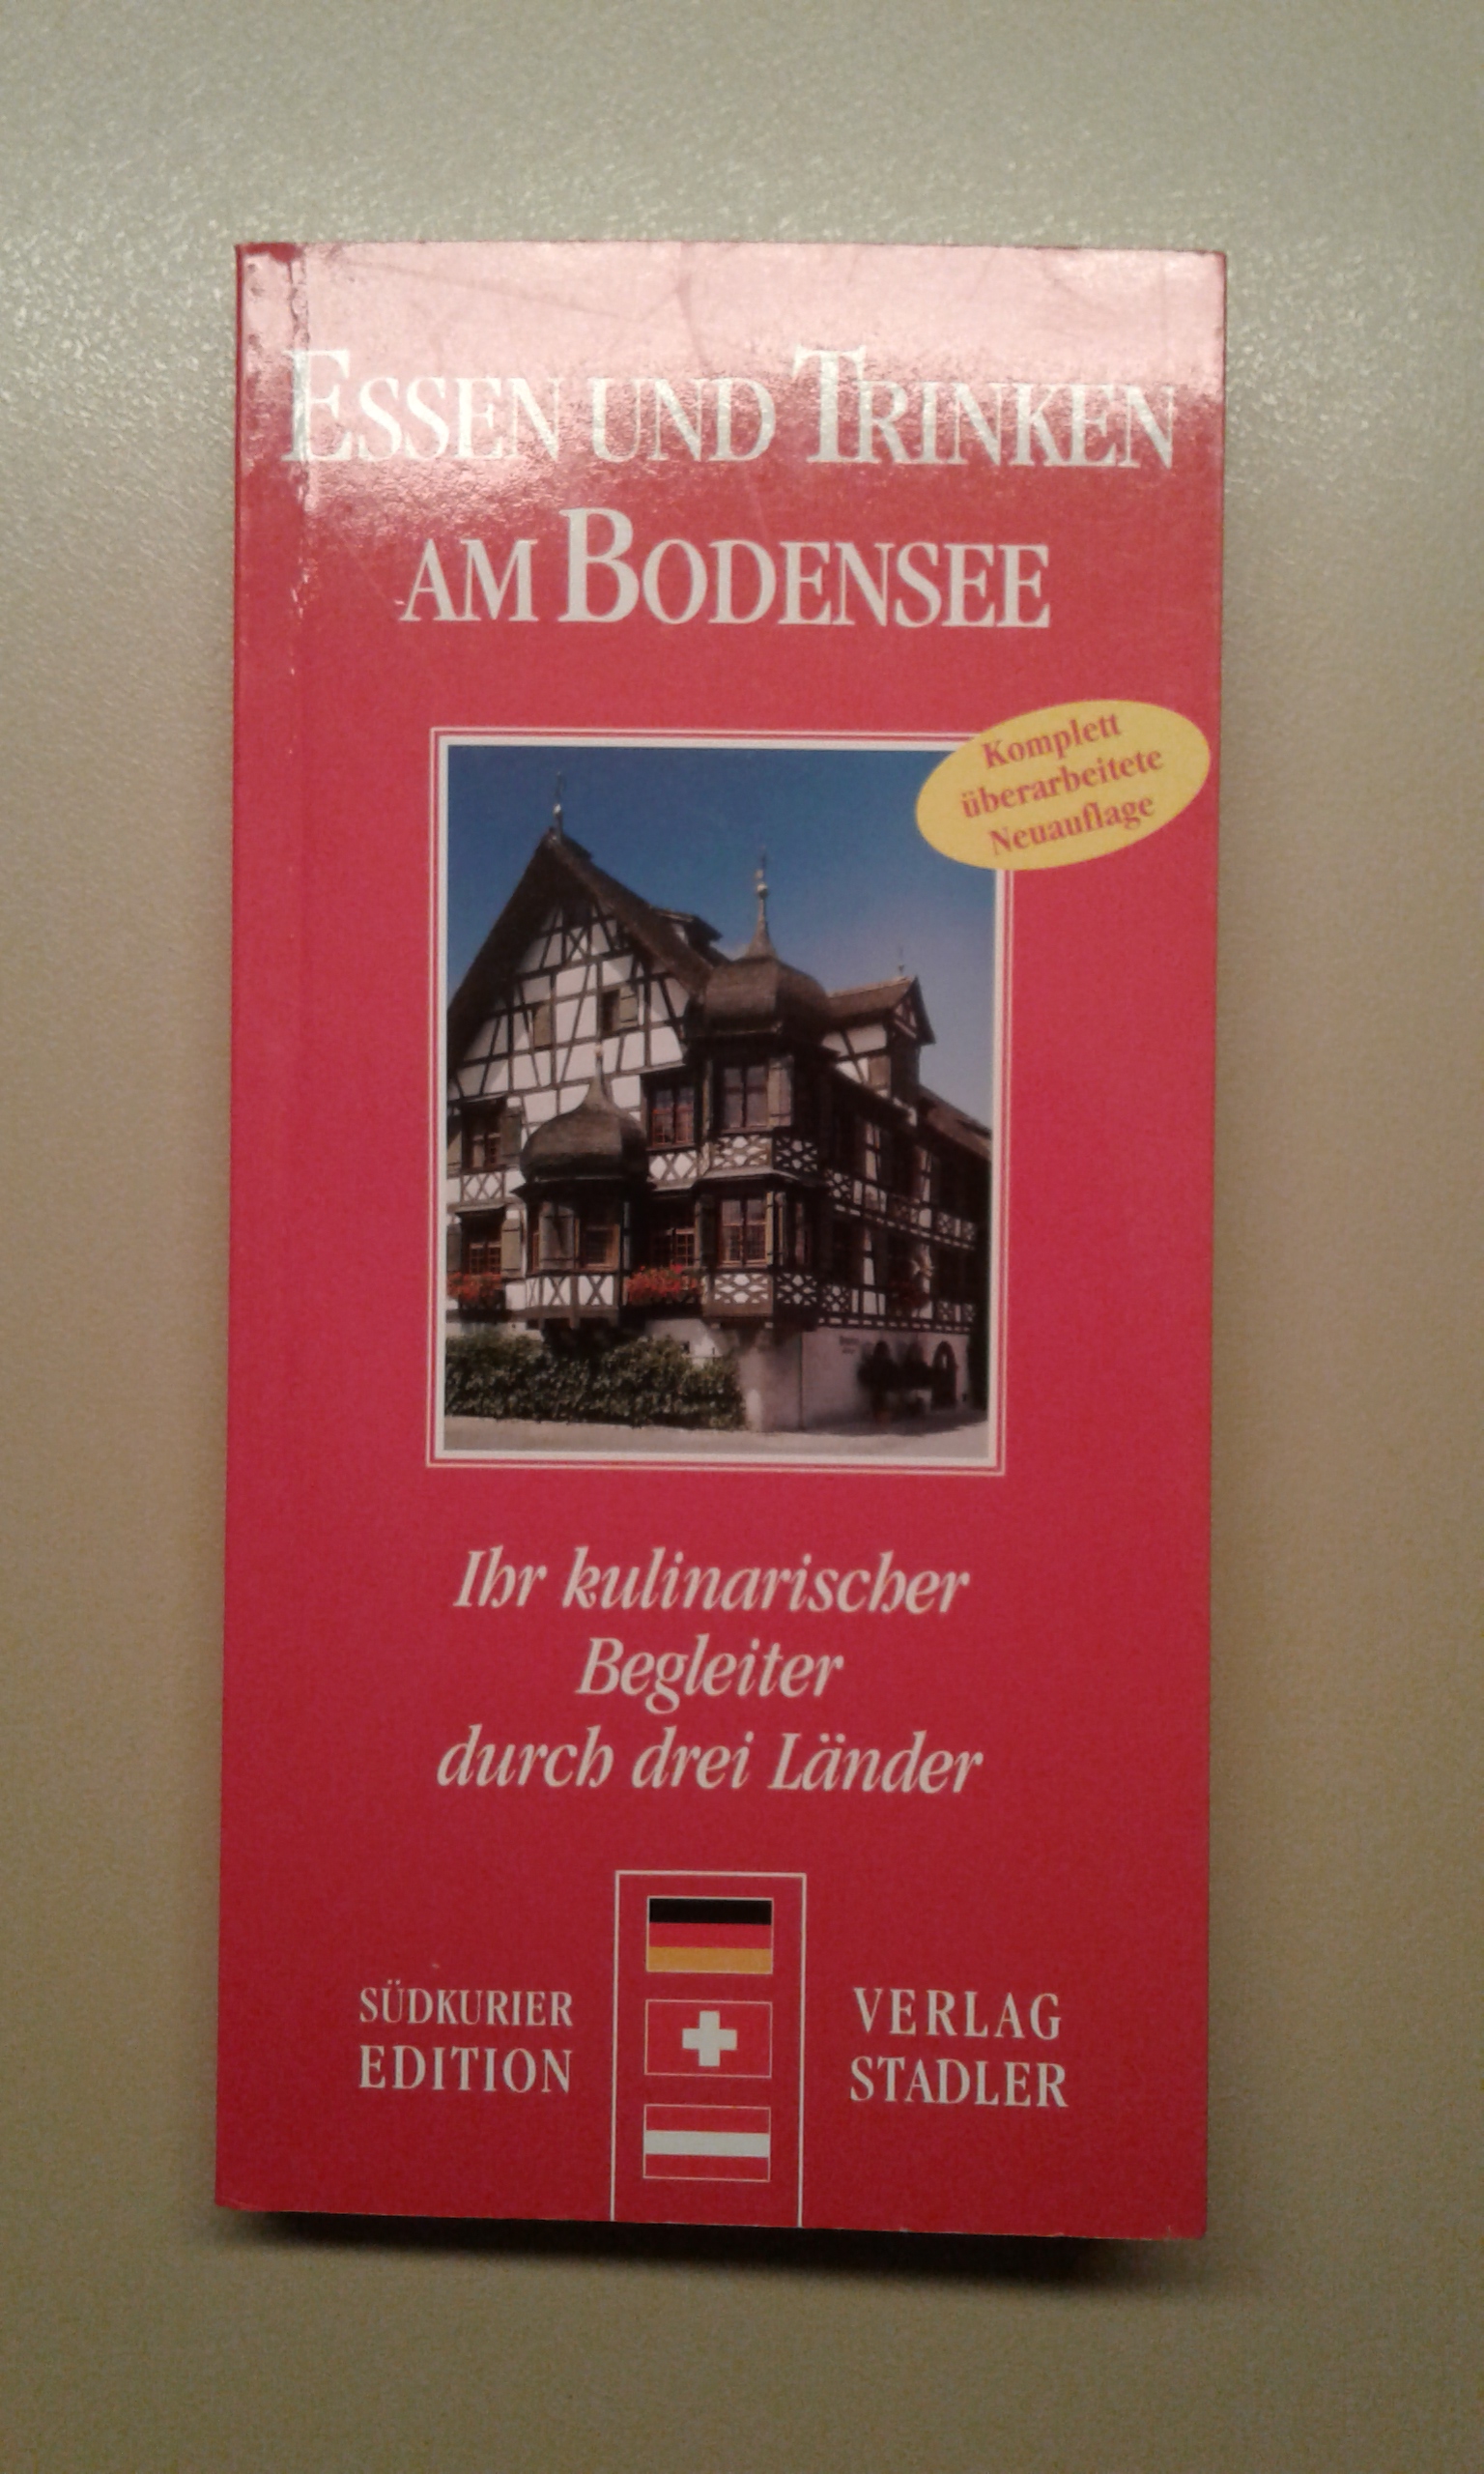 ESSEN UND TRINKEN
AM BODENSEE
Komplett
überarbeitete
Neuauflage
Ihr kulinarischer
Begleiter
durch drei Länder
SÜDKURIER
EDITION
VERLAG
STADLER